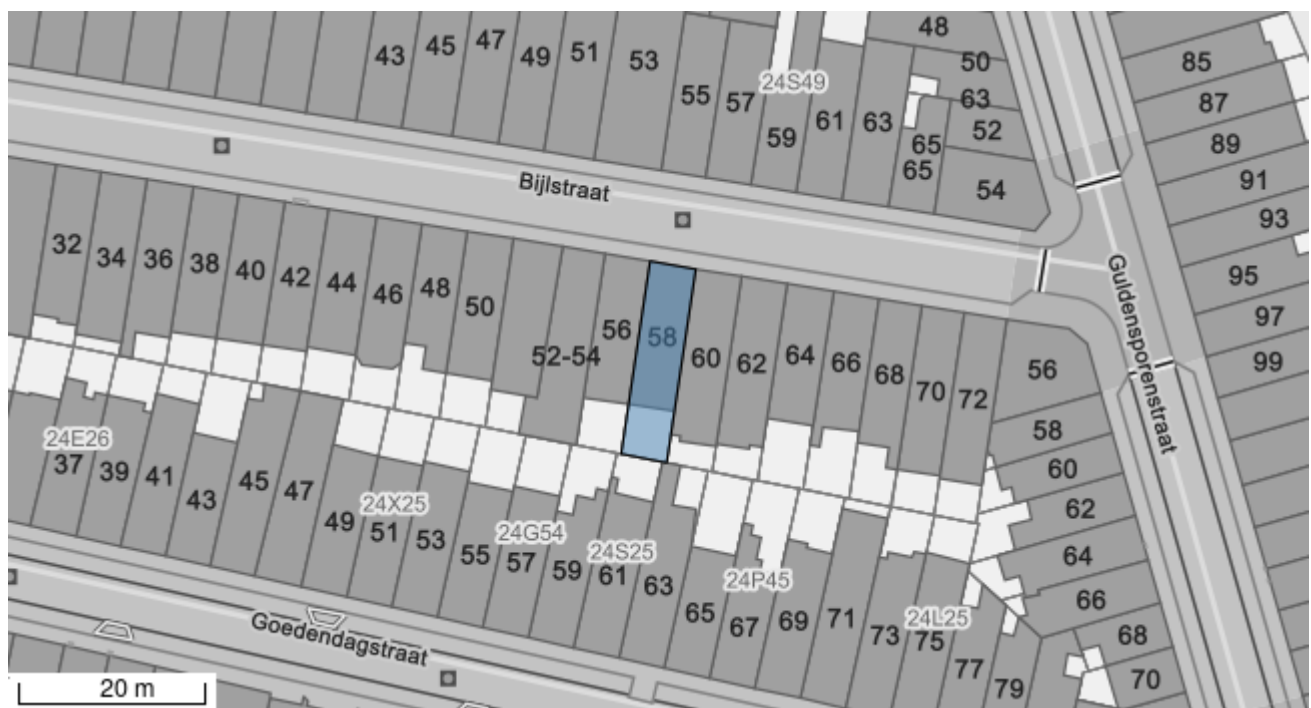 43 45 47 49 51 53 55 57 59 61 63 65 65 48 50 63 52 54
24S49
85
87
89
91
93
95
97
99
Bijlstraat
Guldensporenstraat
32 34 36 38 40 42 44 46 48 50 52-54 56 58 60 62 64 66 68 70 72 56
58
60
62
64
66
68
70
24E26
24X25
24G54
24S25
24P45
24L25
37 39 41 43 45 47 49 51 53 55 57 59 61 63 65 67 69 71 73 75 77 79
Goedendagstraat
20 m